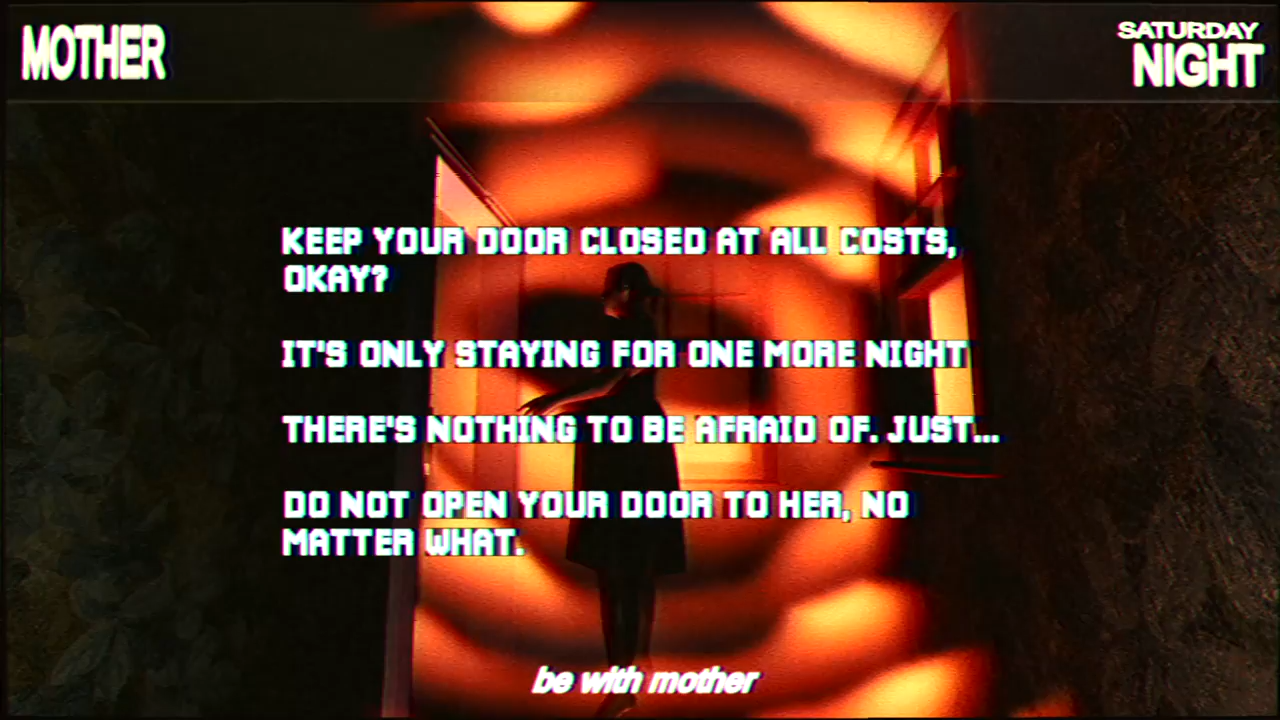 MOTHER
SATURDAY
NIGHT
KEEP YOUR DOOR CLOSED AT ALL COSTS,
OKAY?
IT'S ONLY STAYING FOR ONE MORE NIGHT
THERE'S NOTHING TO BE AFRAID OF. JUST...
DO NOT OPEN YOUR DOOR TO HER, NO
MATTER WHAT.
be with mother